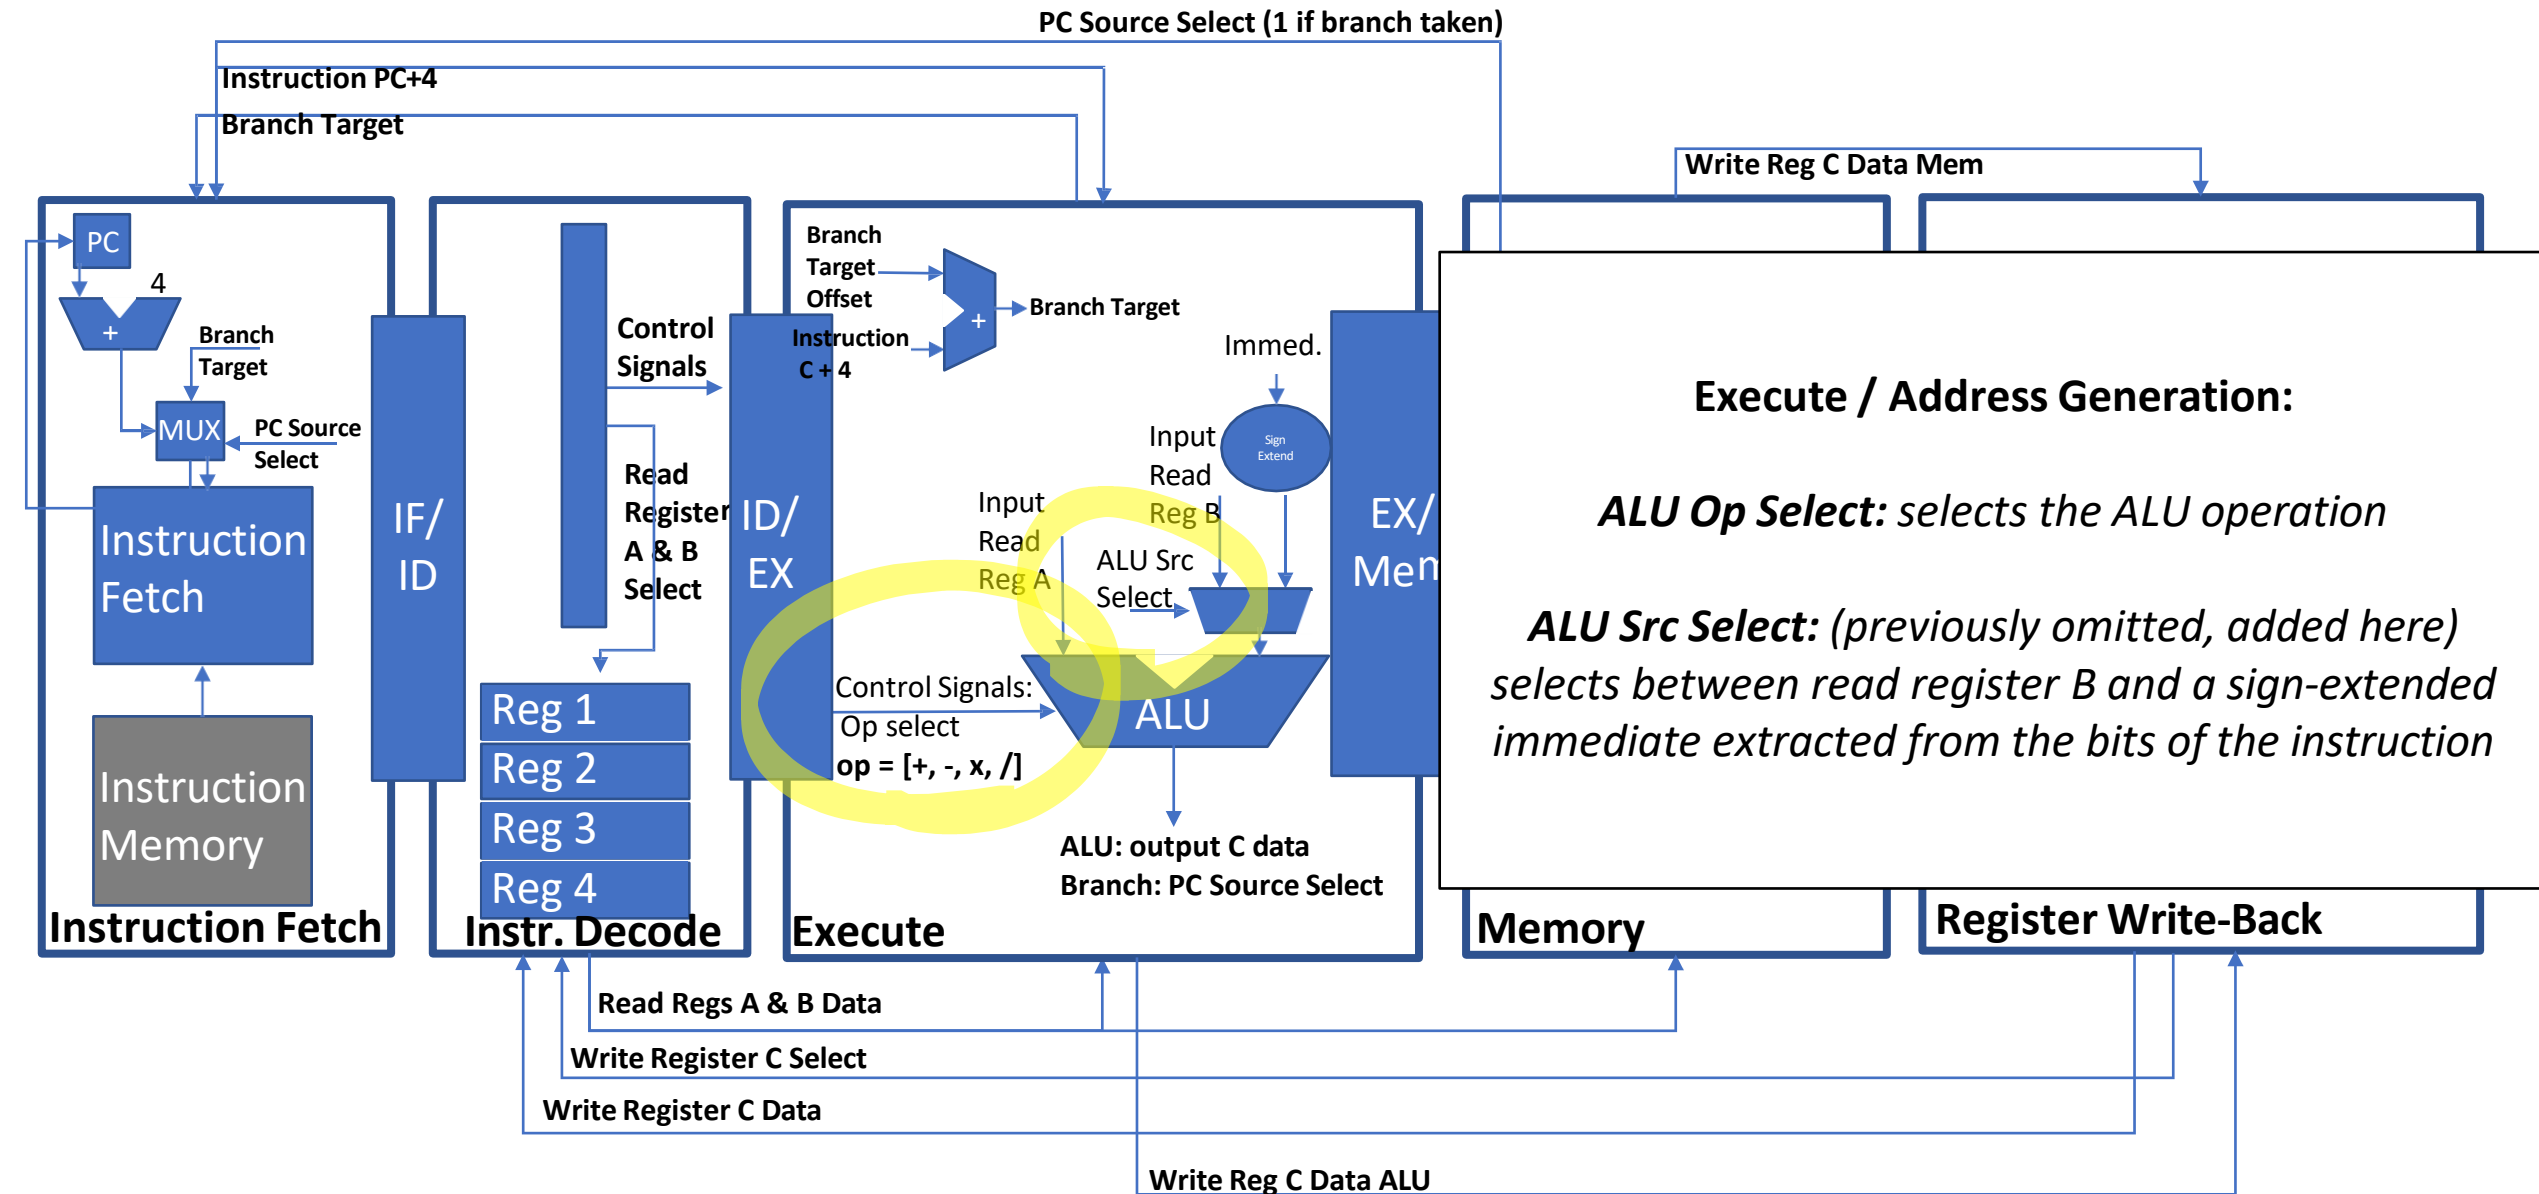 PC Source Select (1 if branch taken)
Instruction PC+4
Branch Target
Write Reg C Data Mem
PC
4
+
Branch
Target
MUX
PC Source
Select
Instruction
Fetch
Instruction
Memory
Instruction Fetch
IF/
ID
Control
Signals
Read
Register
A & B
Select
Reg 1
Reg 2
Reg 3
Reg 4
Instr. Decode
ID/
EX
Branch
Target
Offset
Instruction
C + 4
+
Branch Target
Immed.
Sign
Extend
Input
Read
Reg B
Input
Read
Reg A
ALU Src
Select
Control Signals:
Op select
op = [+, -, x, /]
ALU
ALU: output C data
Branch: PC Source Select
Execute
EX/
Mem
Execute / Address Generation:
ALU Op Select: selects the ALU operation
ALU Src Select: (previously omitted, added here)
selects between read register B and a sign-extended
immediate extracted from the bits of the instruction
Memory
Register Write-Back
Read Regs A & B Data
Write Register C Select
Write Register C Data
Write Reg C Data ALU